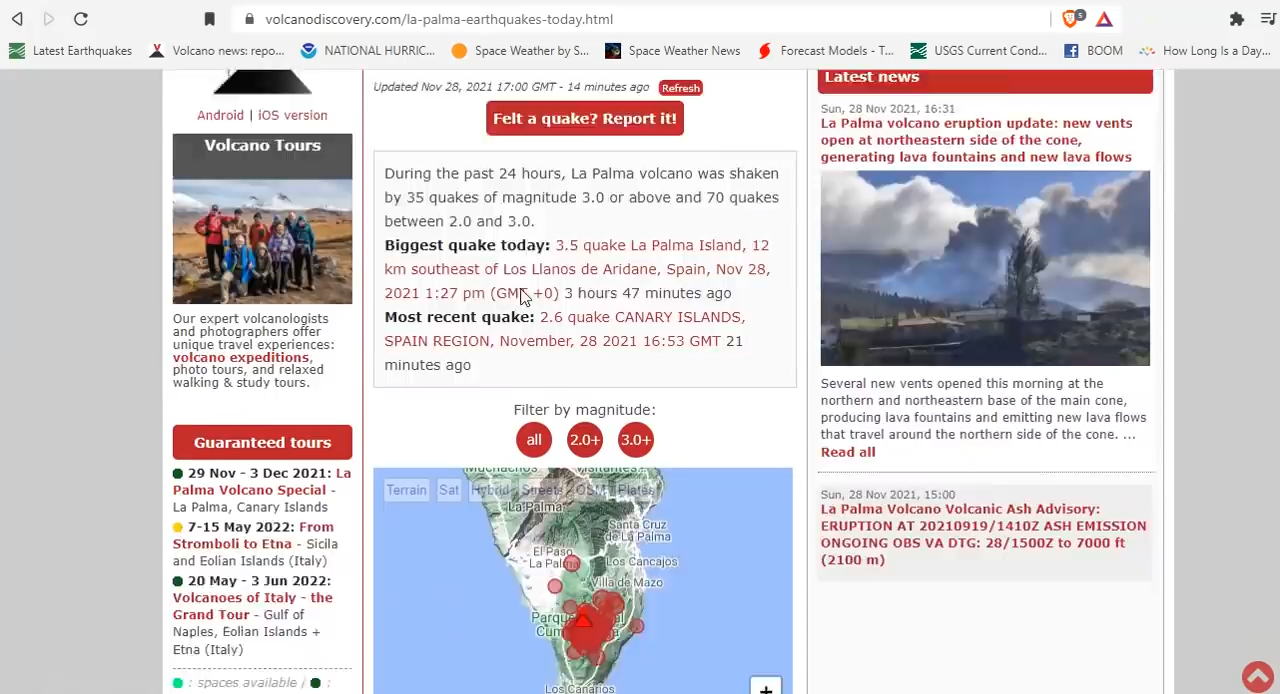 volcanodiscovery.com/la-palma-earthquakes-today.html
5
Latest Earthquakes
Volcano news: repo...
NATIONAL HURRIC...
Space Weather by S...
Space Weather News
Forecast Models - T...
USGS Current Cond...
BOOM
How Long Is a Day...
Android | iOS version
Volcano Tours
Our expert volcanologists
and photographers offer
unique travel experiences:
volcano expeditions,
photo tours, and relaxed
walking & study tours.
Guaranteed tours
29 Nov - 3 Dec 2021: La
Palma Volcano Special -
La Palma, Canary Islands
7-15 May 2022: From
Stromboli to Etna - Sicila
and Eolian Islands (Italy)
20 May - 3 Jun 2022:
Volcanoes of Italy - the
Grand Tour - Gulf of
Naples, Eolian Islands +
Etna (Italy)
: spaces available / :
Updated Nov 28, 2021 17:00 GMT - 14 minutes ago Refresh
Felt a quake? Report it!
During the past 24 hours, La Palma volcano was shaken
by 35 quakes of magnitude 3.0 or above and 70 quakes
between 2.0 and 3.0.
Biggest quake today: 3.5 quake La Palma Island, 12
km southeast of Los Llanos de Aridane, Spain, Nov 28,
2021 1:27 pm (GMT +0) 3 hours 47 minutes ago
Most recent quake: 2.6 quake CANARY ISLANDS,
SPAIN REGION, November, 28 2021 16:53 GMT 21
minutes ago
Filter by magnitude:
all 2.0+ 3.0+
Terrain Sat Hybrid Streets OSM Plates
La Palma
Santa Cruz
de La Palma
El Paso
La Palma
Los Cancajos
Villa de Mazo
Los Canarios
+
Latest news
Sun, 28 Nov 2021, 16:31
La Palma volcano eruption update: new vents
open at northeastern side of the cone,
generating lava fountains and new lava flows
Several new vents opened this morning at the
northern and northeastern base of the main cone,
producing lava fountains and emitting new lava flows
that travel around the northern side of the cone. ...
Read all
Sun, 28 Nov 2021, 15:00
La Palma Volcano Volcanic Ash Advisory:
ERUPTION AT 20210919/1410Z ASH EMISSION
ONGOING OBS VA DTG: 28/1500Z to 7000 ft
(2100 m)